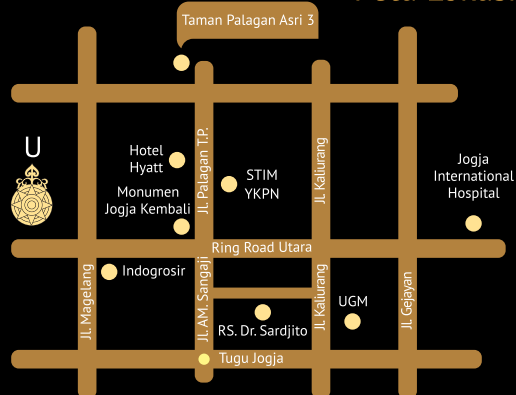 Taman Palagan Asri 3
U
Hotel
Hyatt
Jl. Palagan T.P.
STIM
YKPN
Jl. Kaliurang
Jogja
International
Hospital
Monumen
Jogja Kembali
Ring Road Utara
Jl. Magelang
Indogrosir
Jl. AM. Sangaji
RS. Dr. Sardjito
Jl. Kaliurang
UGM
Jl. Gejayan
Tugu Jogja